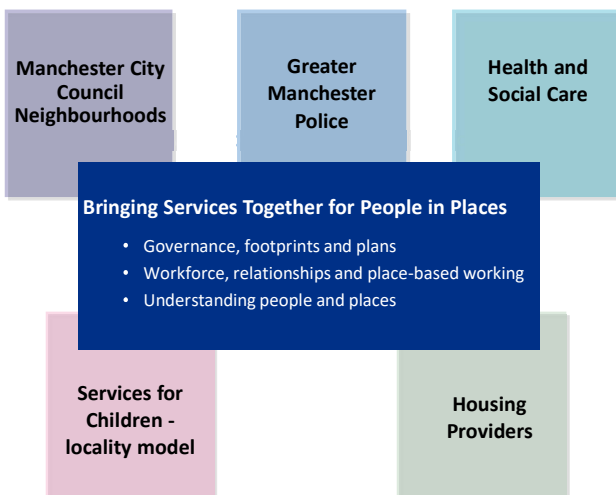 Manchester City
Council
Neighbourhoods
Greater
Manchester
Police
Health and
Social Care
Bringing Services Together for People in Places
• Governance, footprints and plans
• Workforce, relationships and place-based working
• Understanding people and places
Services for
Children -
locality model
Housing
Providers